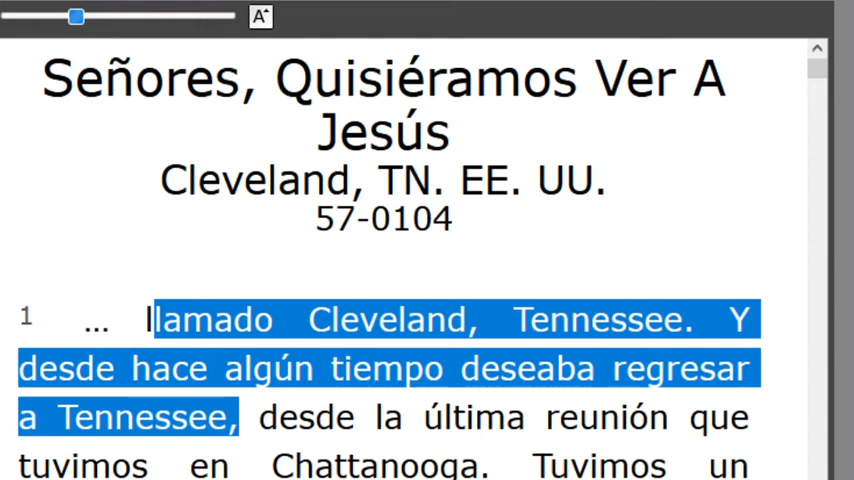 A
Señores, Quisiéramos Ver A
Jesús
Cleveland, TN. EE. UU.
57-0104
1 ... llamado Cleveland, Tennessee. Y
desde hace algún tiempo deseaba regresar
a Tennessee, desde la última reunión que
tuvimos en Chattanooga. Tuvimos un